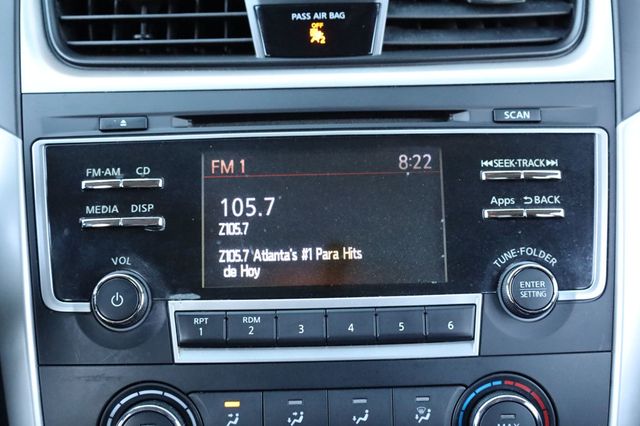 PASS AIR BAG
OFF
2
SCAN
FM 1 8:22
105.7
Z105.7
Z105.7 Atlanta's #1 Para Hits
de Hoy
FM·AM CD
MEDIA DISP
VOL
SEEK·TRACK
Apps BACK
TUNE·FOLDER
ENTER
SETTING
RPT RDM
1 2 3 4 5 6
MAX